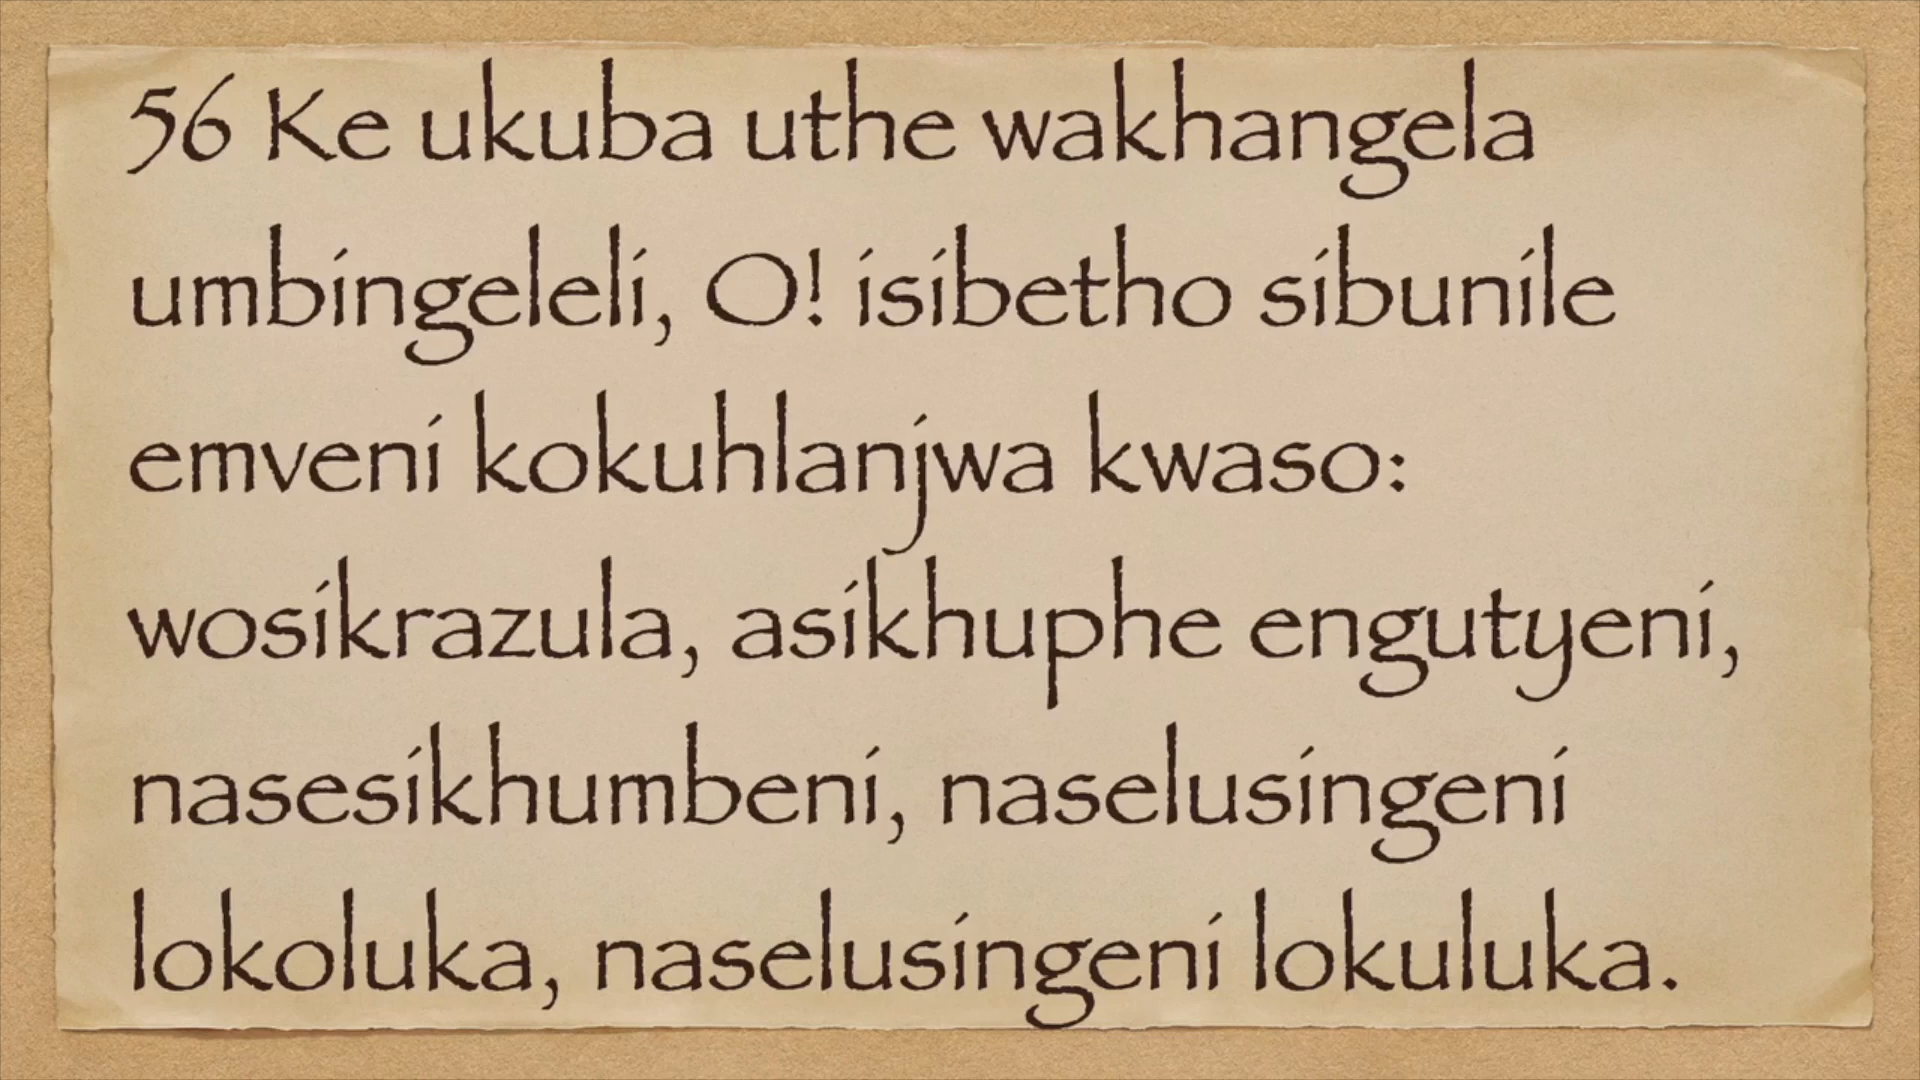 56 Ke ukuba uthe wakhangela
umbingeleli, O! isibetho sibunile
emveni kokuhlanjwa kwaso:
wosikrazula, asikhuphe engutyeni,
nasesikhumbeni, naselusingeni
lokoluka, naselusingeni lokuluka.